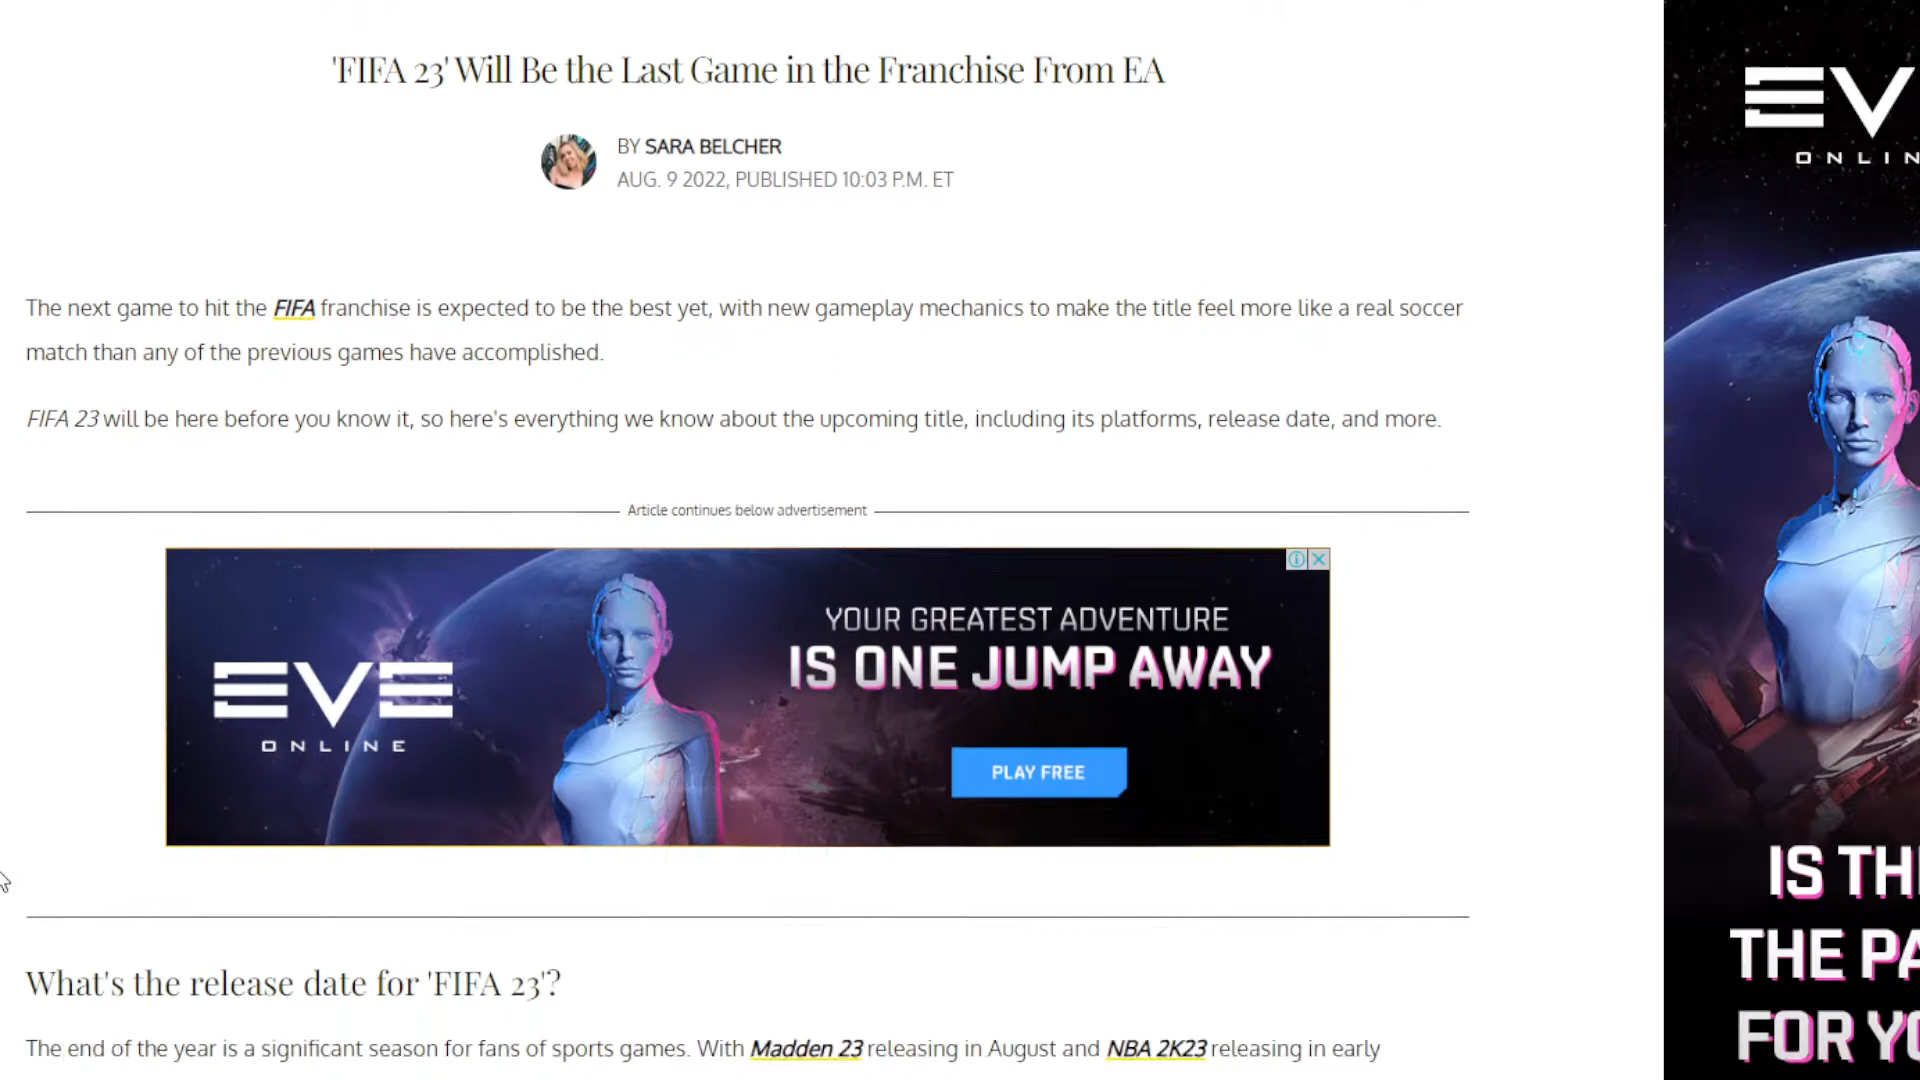 'FIFA 23' Will Be the Last Game in the Franchise From EA
BY SARA BELCHER
AUG. 9 2022, PUBLISHED 10:03 P.M. ET
The next game to hit the FIFA franchise is expected to be the best yet, with new gameplay mechanics to make the title feel more like a real soccer
match than any of the previous games have accomplished.
FIFA 23 will be here before you know it, so here's everything we know about the upcoming title, including its platforms, release date, and more.
Article continues below advertisement
EVE
ONLINE
YOUR GREATEST ADVENTURE
IS ONE JUMP AWAY
PLAY FREE
What's the release date for 'FIFA 23'?
The end of the year is a significant season for fans of sports games. With Madden 23 releasing in August and NBA 2K23 releasing in early
EV
ONLIN
IS TH
THE PA
FOR YO